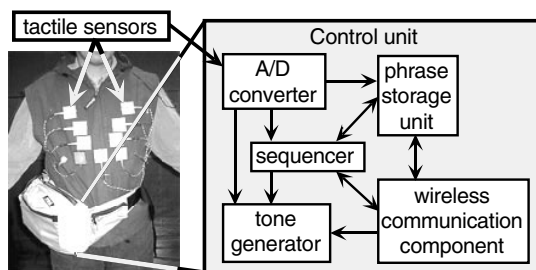 tactile sensors
Control unit
A/D
converter
phrase
storage
unit
sequencer
tone
generator
wireless
communication
component